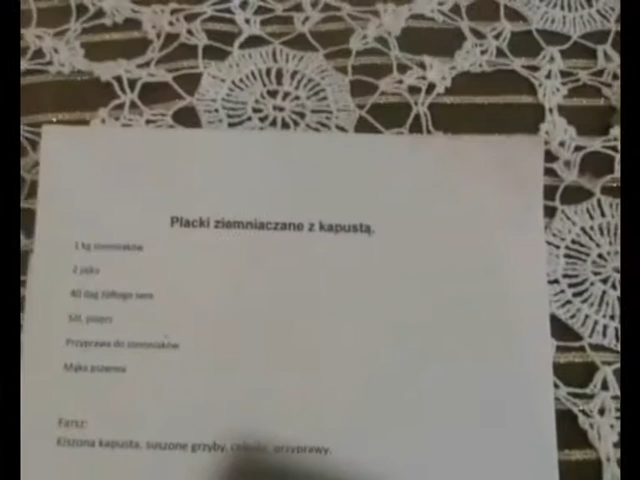 Placki ziemniaczane z kapustą.
1 kg ziemniaków
2 jajka
40 dag żółtego sera
Sól, pieprz
Przyprawa do ziemniaków
Mąka pszenna
Farsz:
Kiszona kapusta, suszone grzyby, cebula, przyprawy.